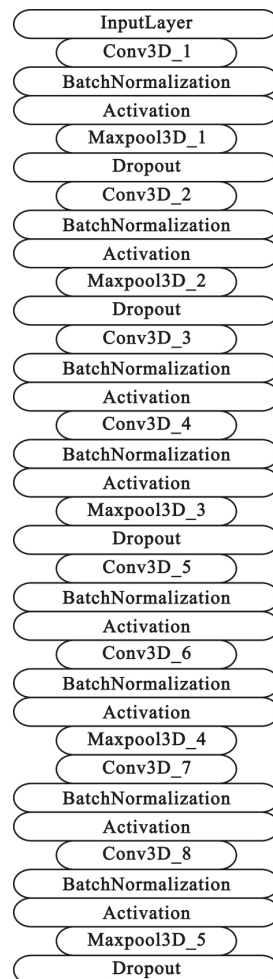 InputLayer
Conv3D_1
BatchNormalization
Activation
Maxpool3D_1
Dropout
Conv3D_2
BatchNormalization
Activation
Maxpool3D_2
Dropout
Conv3D_3
BatchNormalization
Activation
Conv3D_4
BatchNormalization
Activation
Maxpool3D_3
Dropout
Conv3D_5
BatchNormalization
Activation
Conv3D_6
BatchNormalization
Activation
Maxpool3D_4
Conv3D_7
BatchNormalization
Activation
Conv3D_8
BatchNormalization
Activation
Maxpool3D_5
Dropout